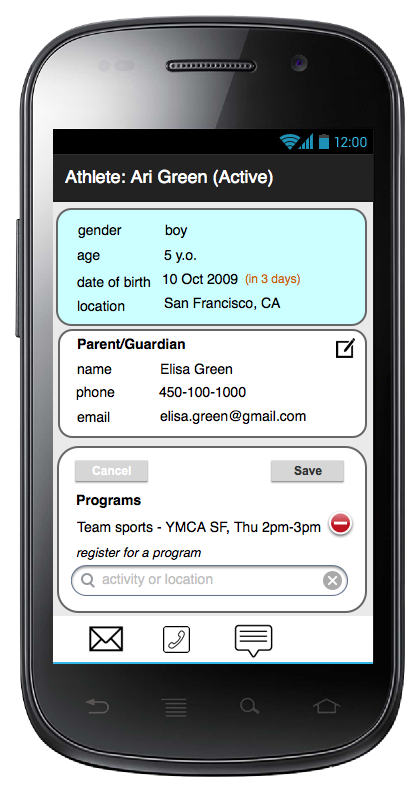 12:00
Athlete: Ari Green (Active)
gender boy
age 5 y.o.
date of birth 10 Oct 2009 (in 3 days)
location San Francisco, CA
Parent/Guardian
name Elisa Green
phone 450-100-1000
email elisa.green@gmail.com
Cancel Save
Programs
Team sports - YMCA SF, Thu 2pm-3pm
register for a program
activity or location